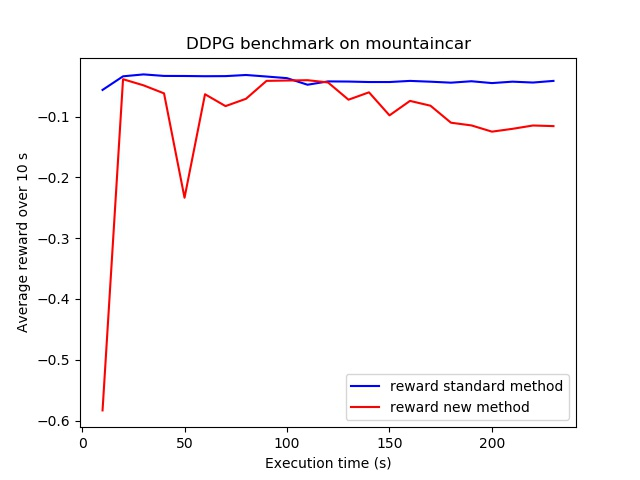 DDPG benchmark on mountaincar
Average reward over 10 s
−0.1
−0.2
−0.3
−0.4
−0.5
−0.6
0
50
100
150
200
Execution time (s)
reward standard method
reward new method